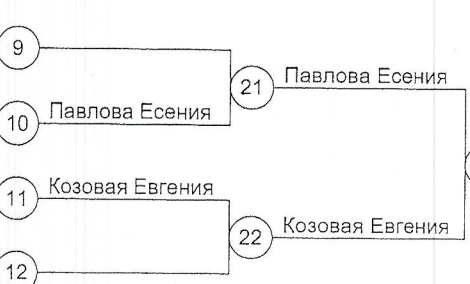 9
21 Павлова Есения
10 Павлова Есения
11 Козовая Евгения
22 Козовая Евгения
12